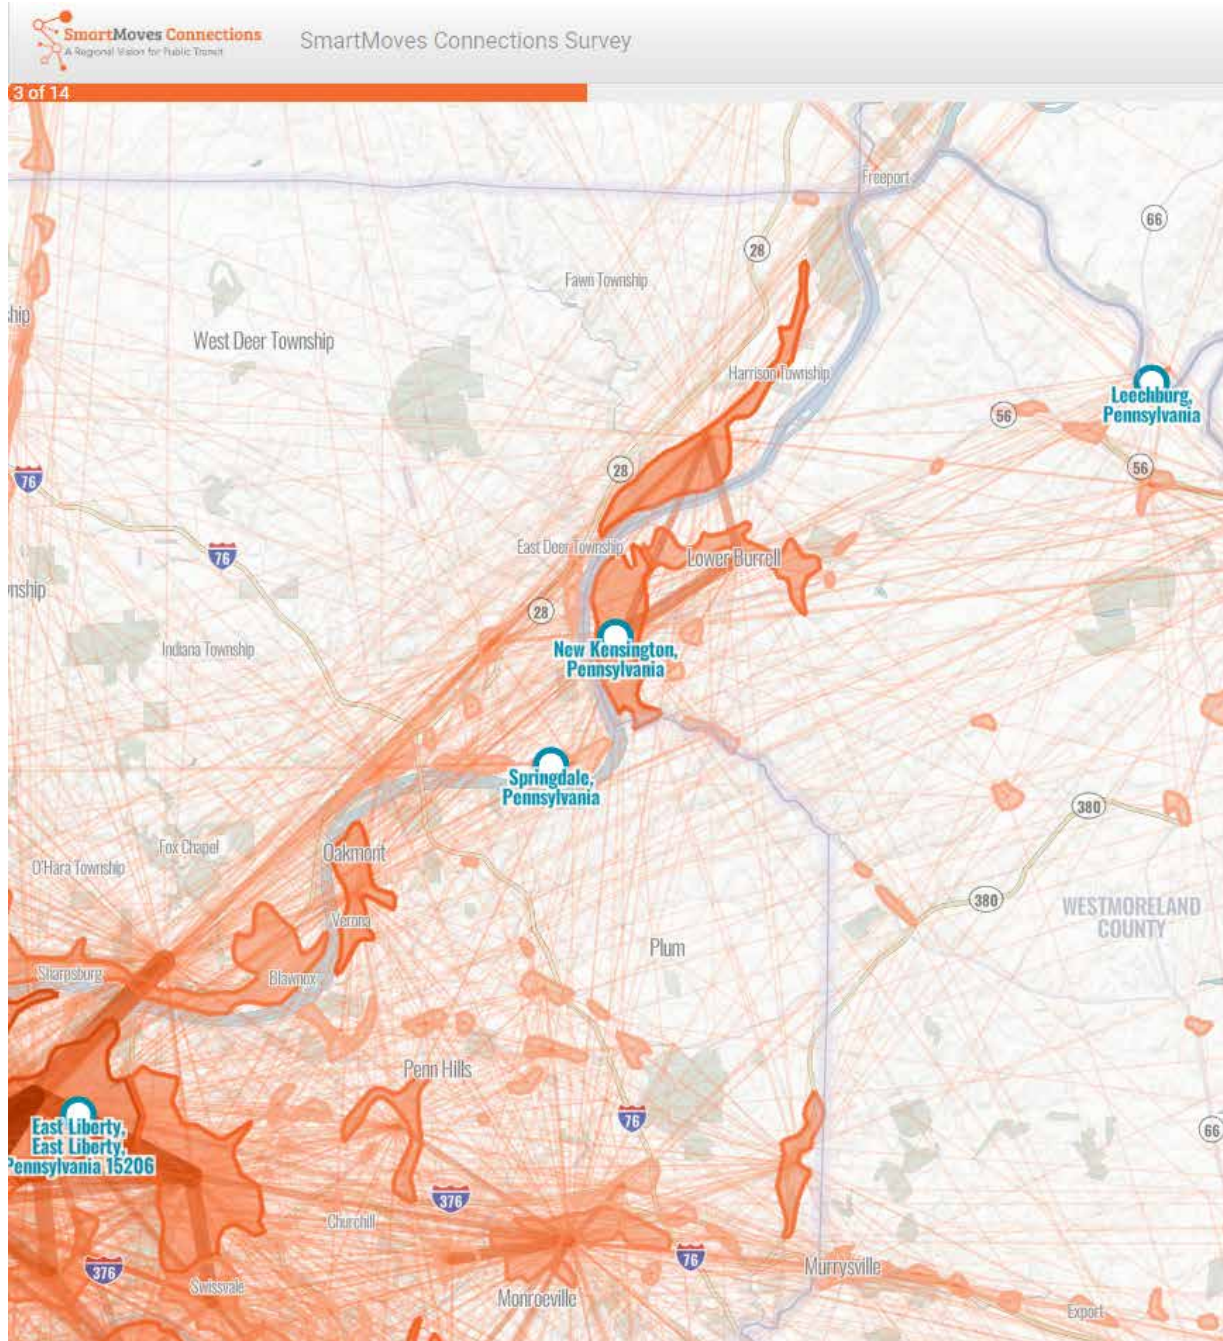 SmartMoves Connections
A Regional Vision for Public Transit
SmartMoves Connections Survey
3 of 14
Freeport
66
28
Fawn Township
ship
West Deer Township
Harrison Township
Leechburg,
Pennsylvania
56
28
56
76
East Deer Township
Lower Burrell
76
nship
28
Indiana Township
New Kensington,
Pennsylvania
Springdale,
Pennsylvania
380
Fox Chapel
Oakmont
O'Hara Township
380
WESTMORELAND
COUNTY
Verona
Plum
Sharpsburg
Blawnox
Penn Hills
76
66
East Liberty,
East Liberty,
Pennsylvania 15206
376
Churchill
376
76
Murrysville
Swissvale
Monroeville
Export